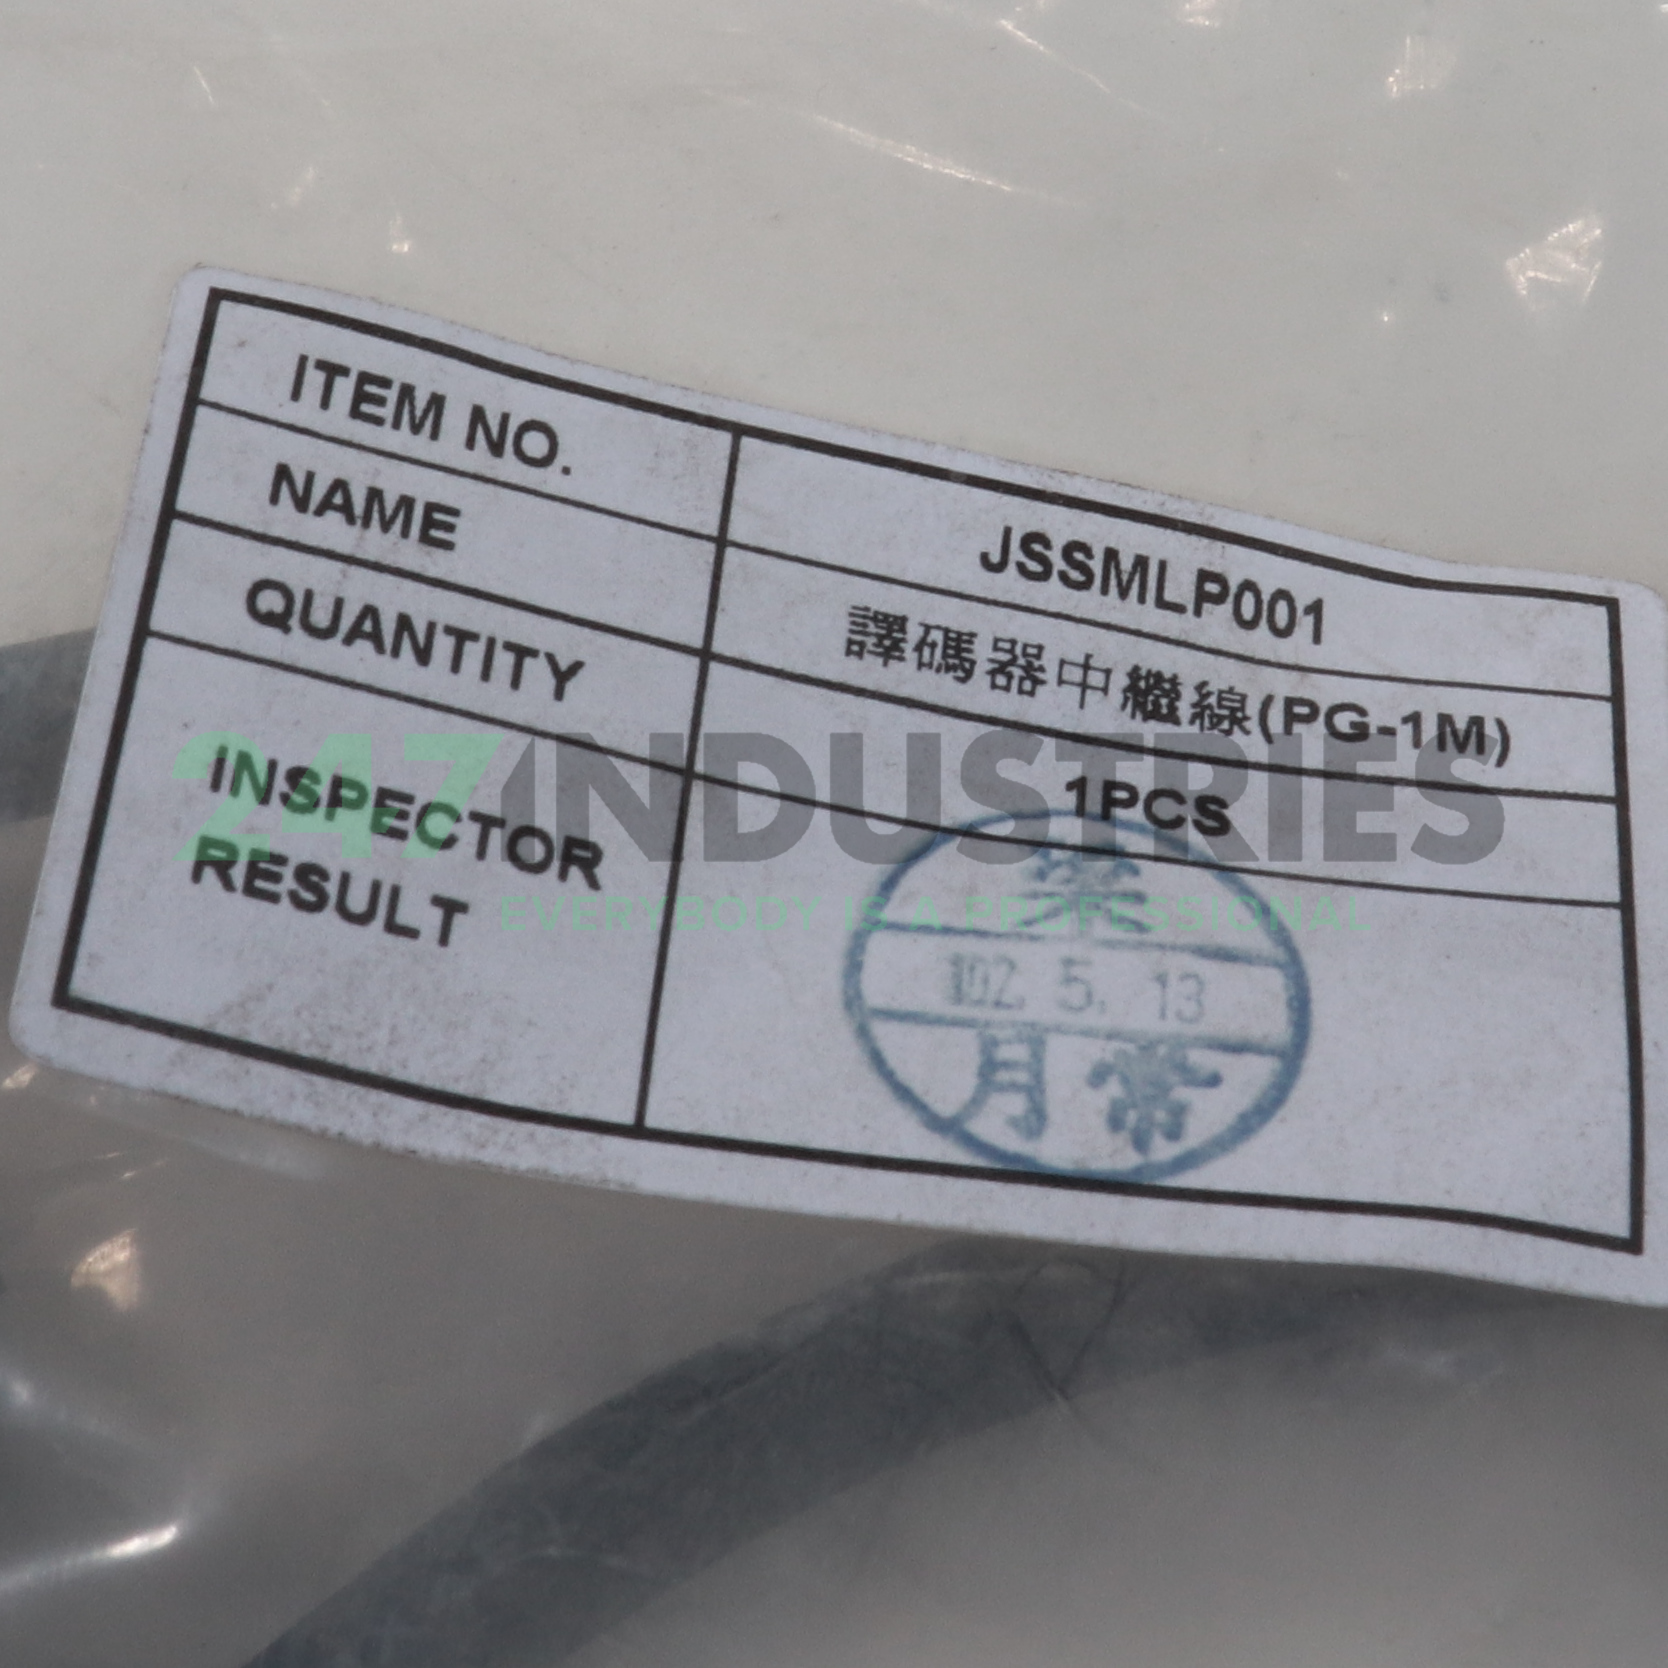 ITEM NO. JSSMLP001
NAME 譯碼器中繼線(PG-1M)
QUANTITY 1PCS
INSPECTOR
RESULT
247INDUSTRIES
EVERYBODY IS A PROFESSIONAL
102. 5. 13